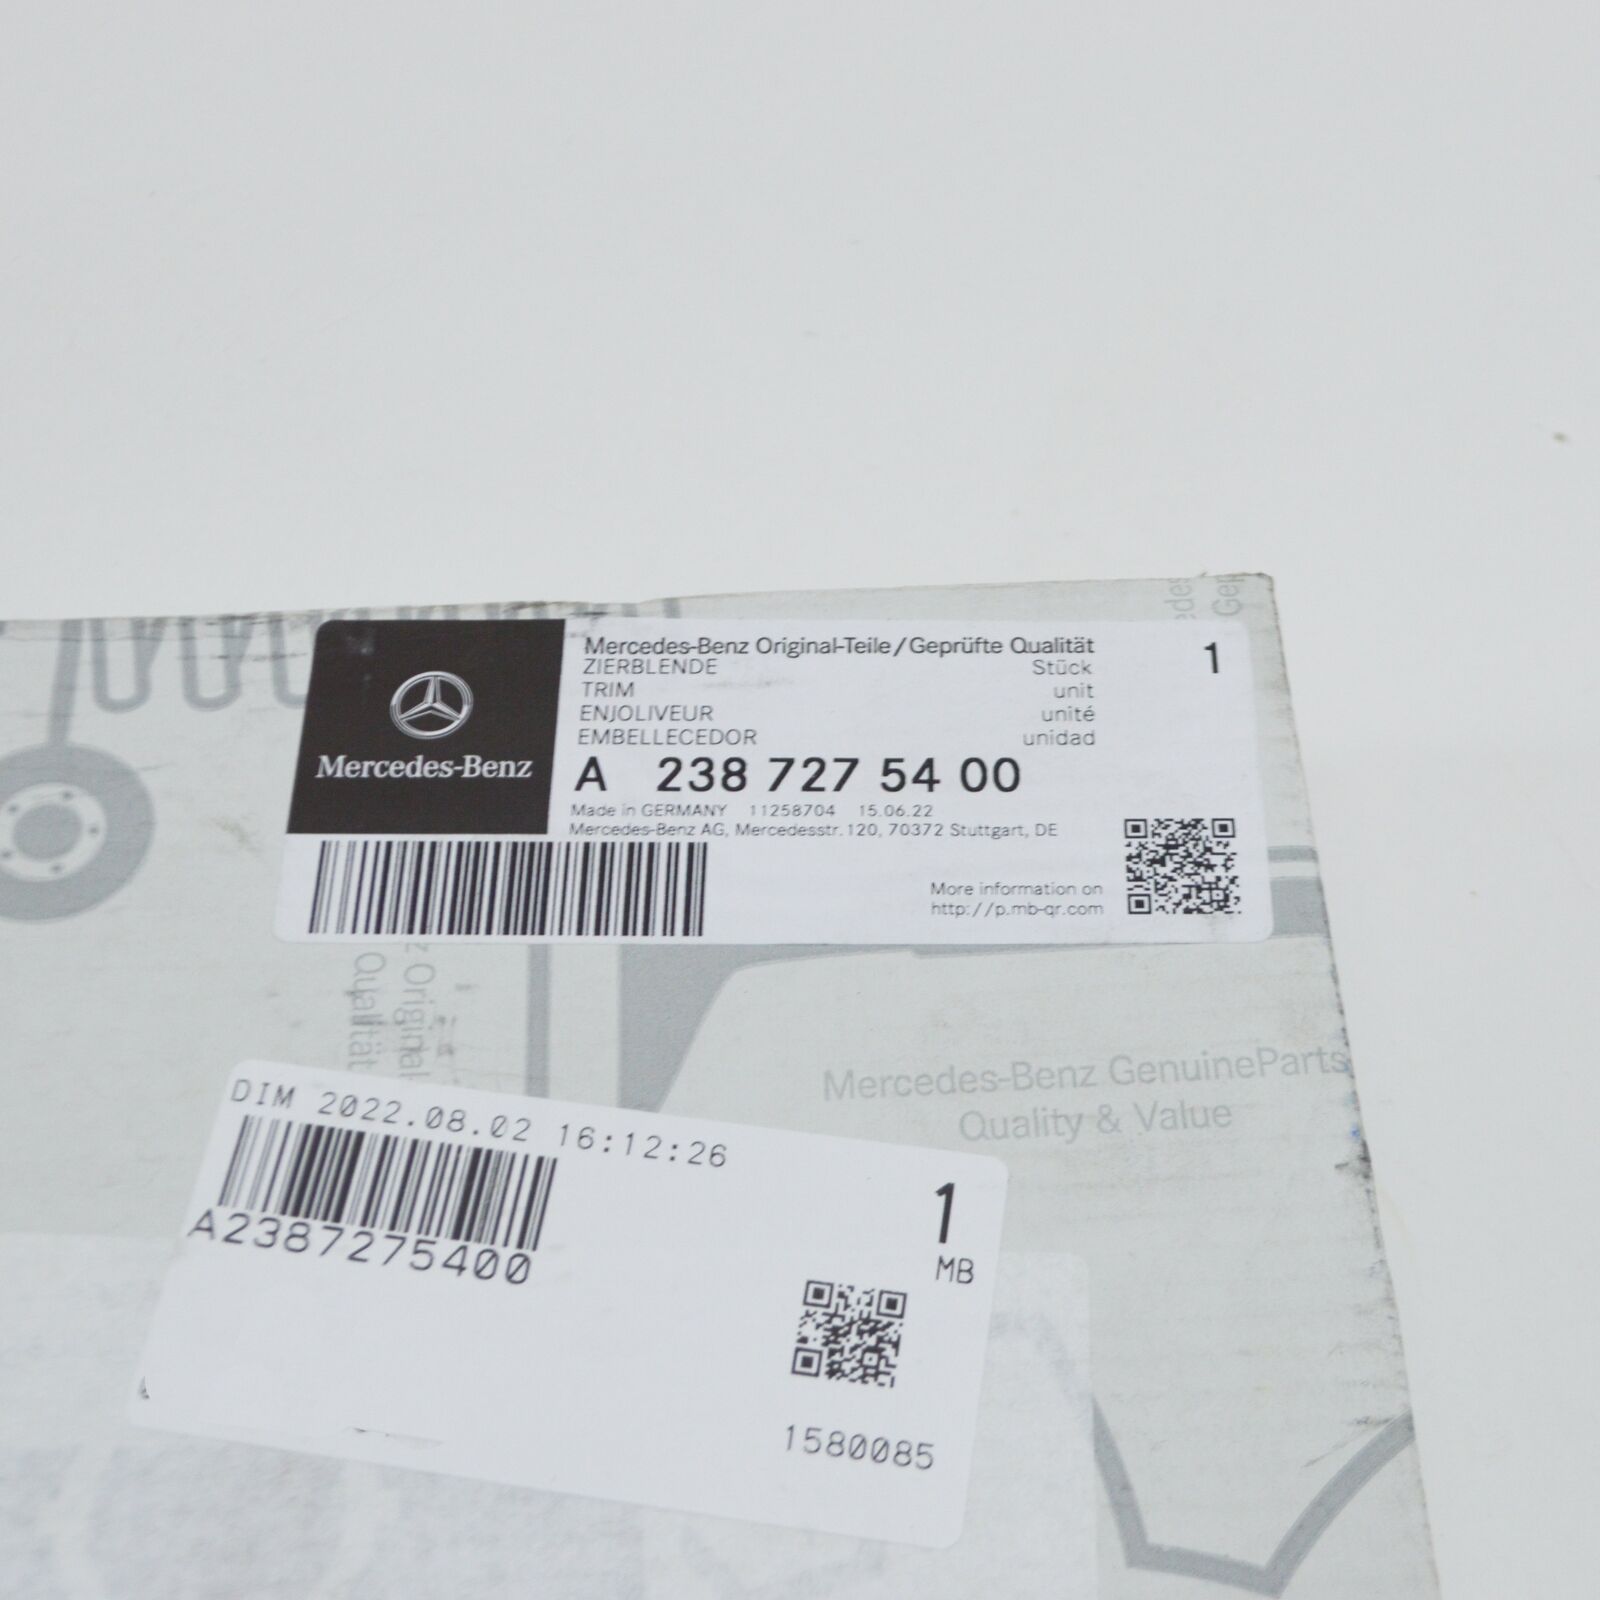 Mercedes-Benz
Mercedes-Benz Original-Teile/Geprüfte Qualität 1
ZIERBLENDE Stück
TRIM unit
ENJOLIVEUR unité
EMBELLECEDOR unidad
A 238 727 54 00
Made in GERMANY 11258704 15.06.22
Mercedes-Benz AG, Mercedesstr. 120, 70372 Stuttgart, DE
More information on
http://p.mb-qr.com
z Original-
Qualität
Mercedes-Benz GenuineParts
Quality & Value
DIM 2022.08.02 16:12:26
A2387275400
1
MB
1580085